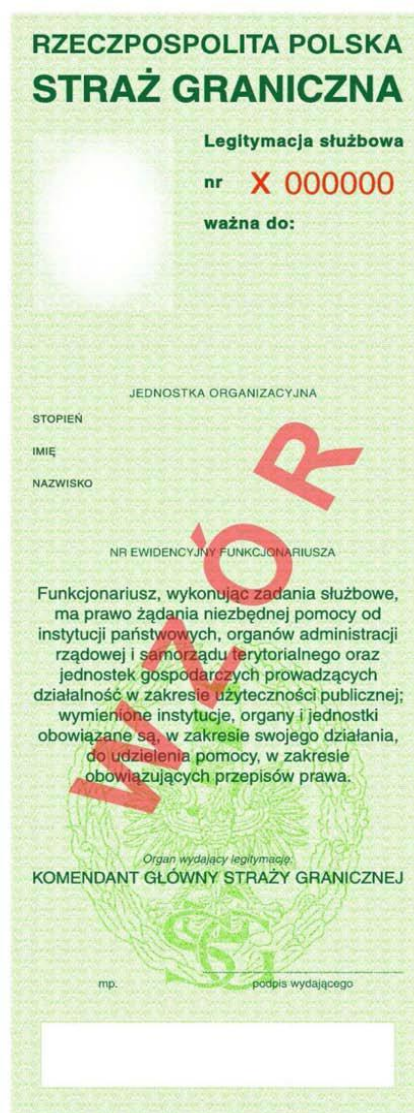 RZECZPOSPOLITA POLSKA
STRAŻ GRANICZNA
Legitymacja służbowa
nr X 000000
ważna do:
JEDNOSTKA ORGANIZACYJNA
STOPIEŃ
IMIĘ
NAZWISKO
NR EWIDENCYJNY FUNKCJONARIUSZA
Funkcjonariusz, wykonując zadania służbowe,
ma prawo żądania niezbędnej pomocy od
instytucji państwowych, organów administracji
rządowej i samorządu terytorialnego oraz
jednostek gospodarczych prowadzących
działalność w zakresie użyteczności publicznej;
wymienione instytucje, organy i jednostki
obowiązane są, w zakresie swojego działania,
do udzielenia pomocy, w zakresie
obowiązujących przepisów prawa.
WZÓR
Organ wydający legitymację:
KOMENDANT GŁÓWNY STRAŻY GRANICZNEJ
SG
mp. podpis wydającego